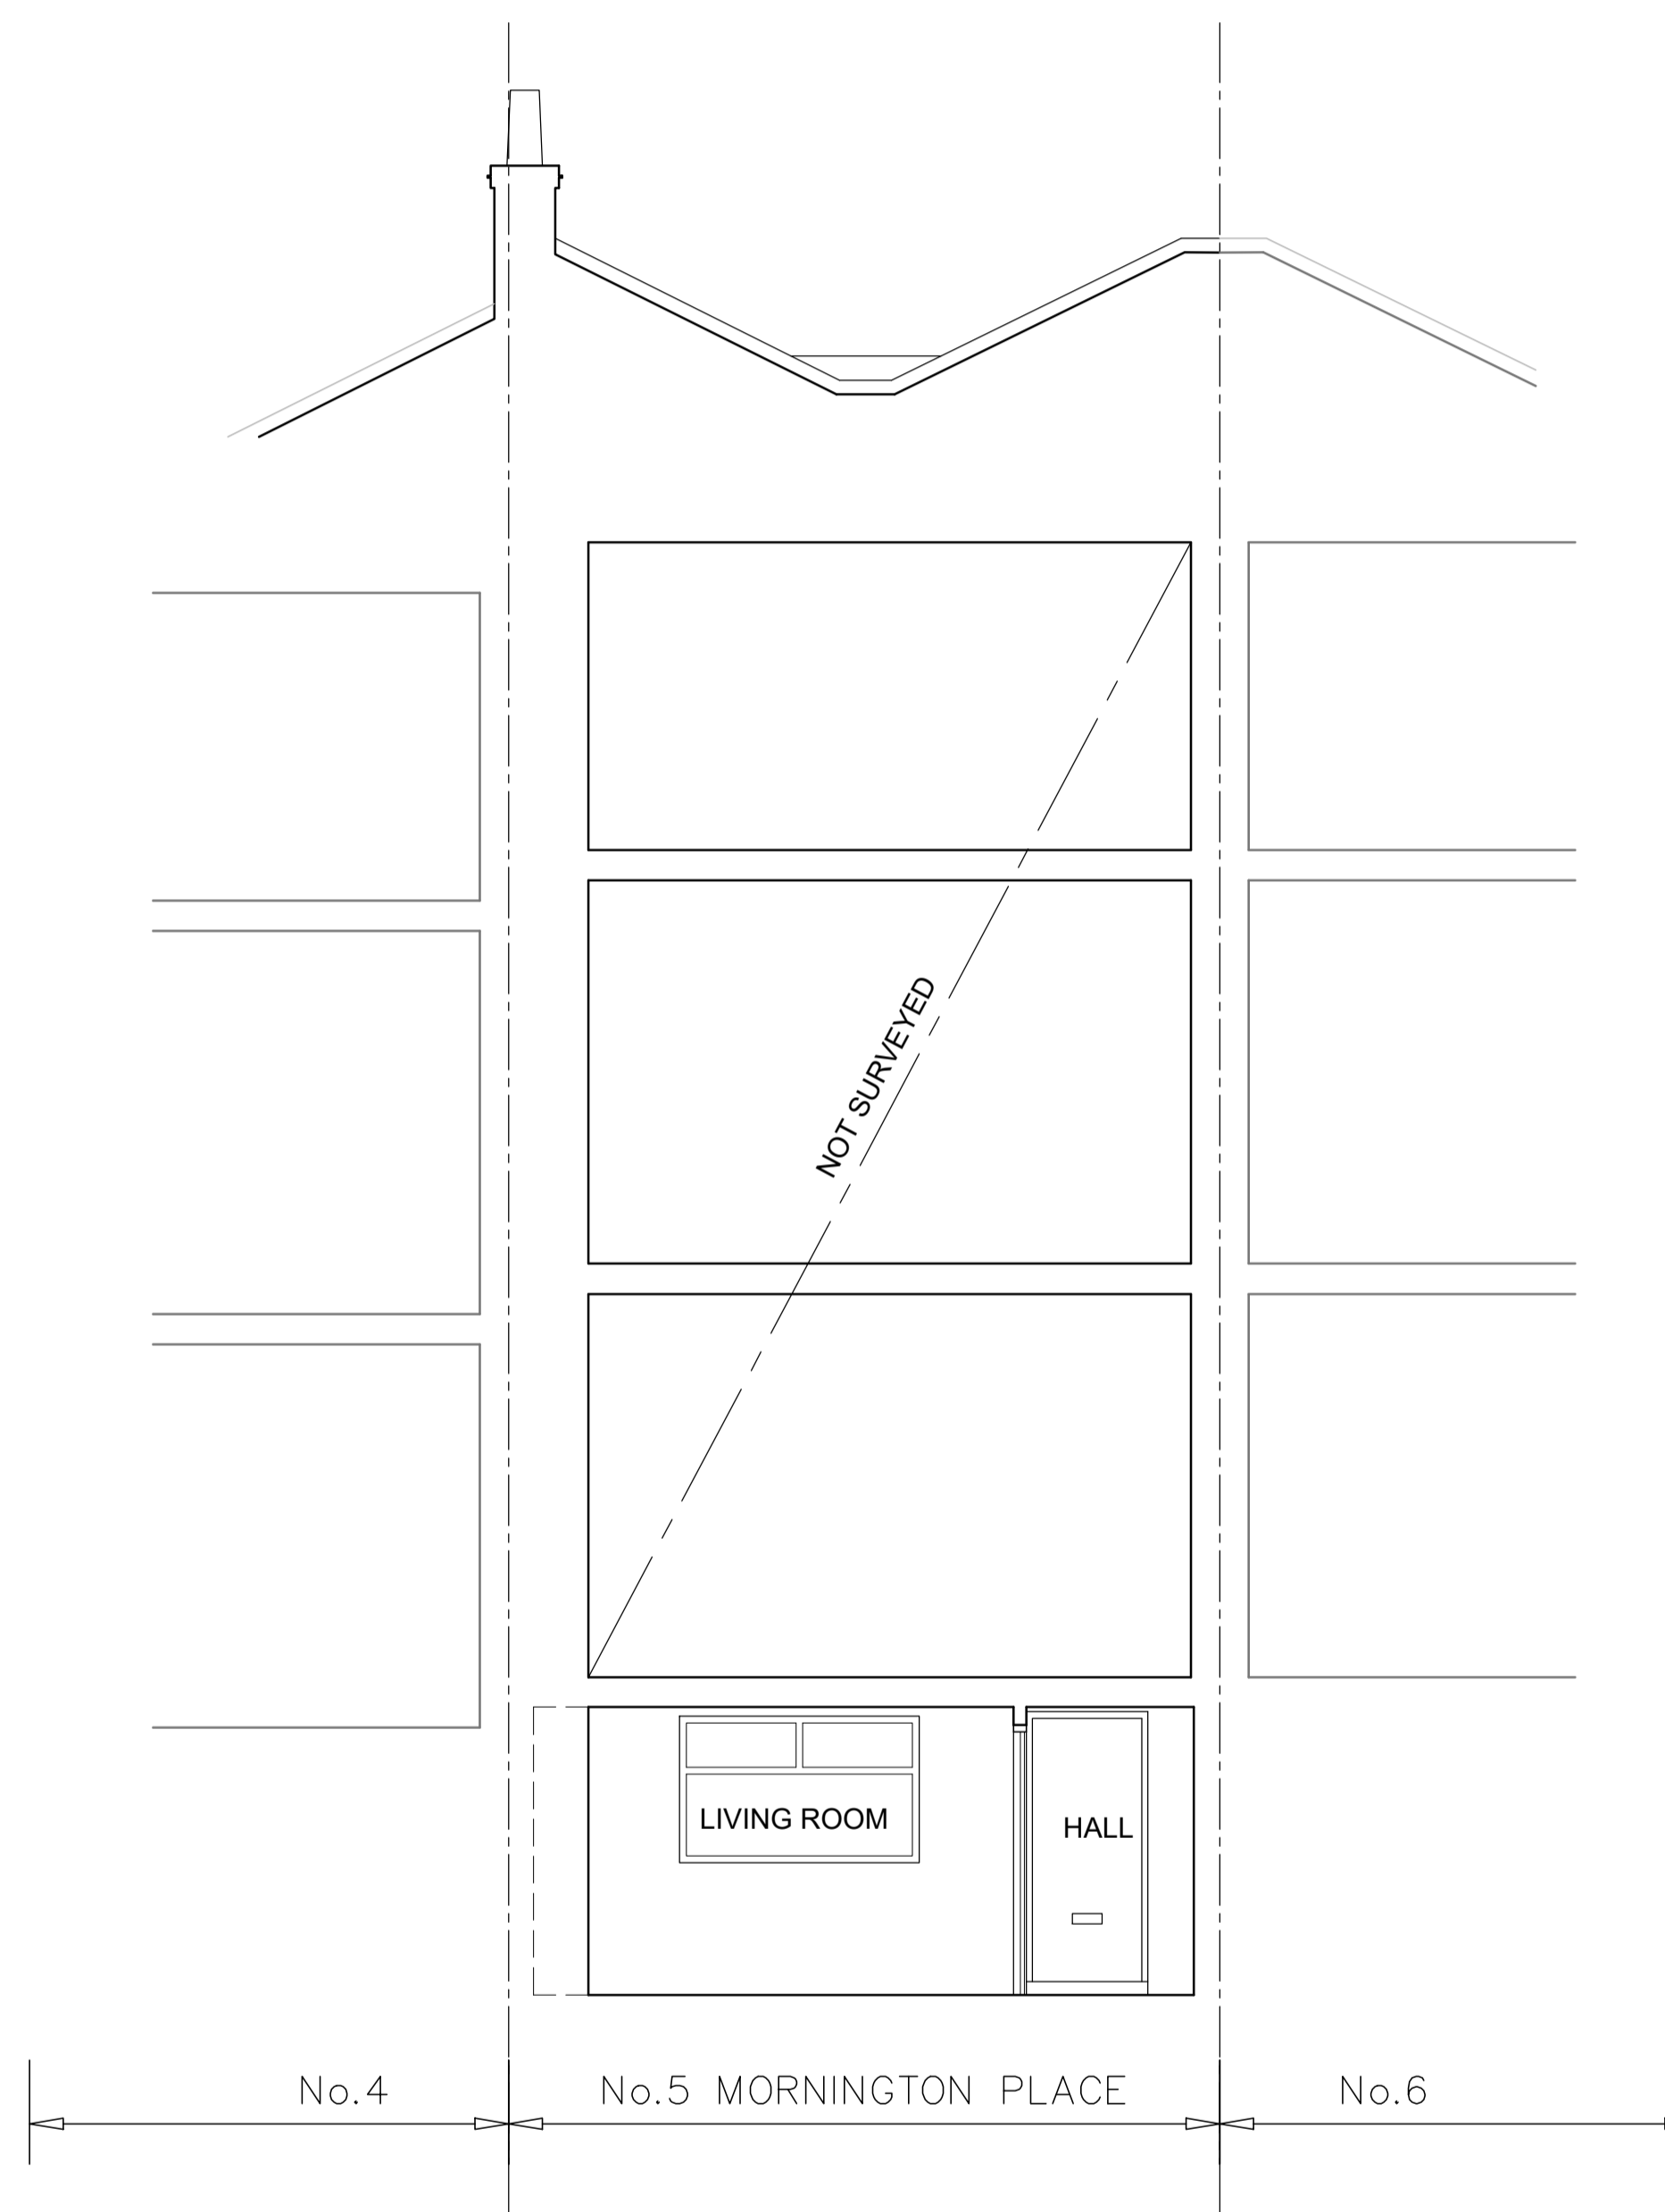 NOT SURVEYED
LIVING ROOM
HALL
No.4
No.5 MORNINGTON PLACE
No.6